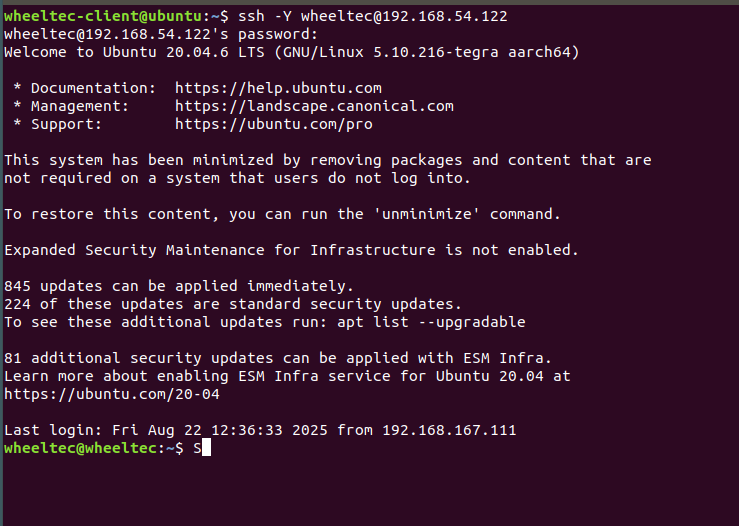 wheeltec-client@ubuntu:~$ ssh -Y wheeltec@192.168.54.122
wheeltec@192.168.54.122's password:
Welcome to Ubuntu 20.04.6 LTS (GNU/Linux 5.10.216-tegra aarch64)

 * Documentation:  https://help.ubuntu.com
 * Management:     https://landscape.canonical.com
 * Support:        https://ubuntu.com/pro

This system has been minimized by removing packages and content that are
not required on a system that users do not log into.

To restore this content, you can run the 'unminimize' command.

Expanded Security Maintenance for Infrastructure is not enabled.

845 updates can be applied immediately.
224 of these updates are standard security updates.
To see these additional updates run: apt list --upgradable

81 additional security updates can be applied with ESM Infra.
Learn more about enabling ESM Infra service for Ubuntu 20.04 at
https://ubuntu.com/20-04

Last login: Fri Aug 22 12:36:33 2025 from 192.168.167.111
wheeltec@wheeltec:~$ S